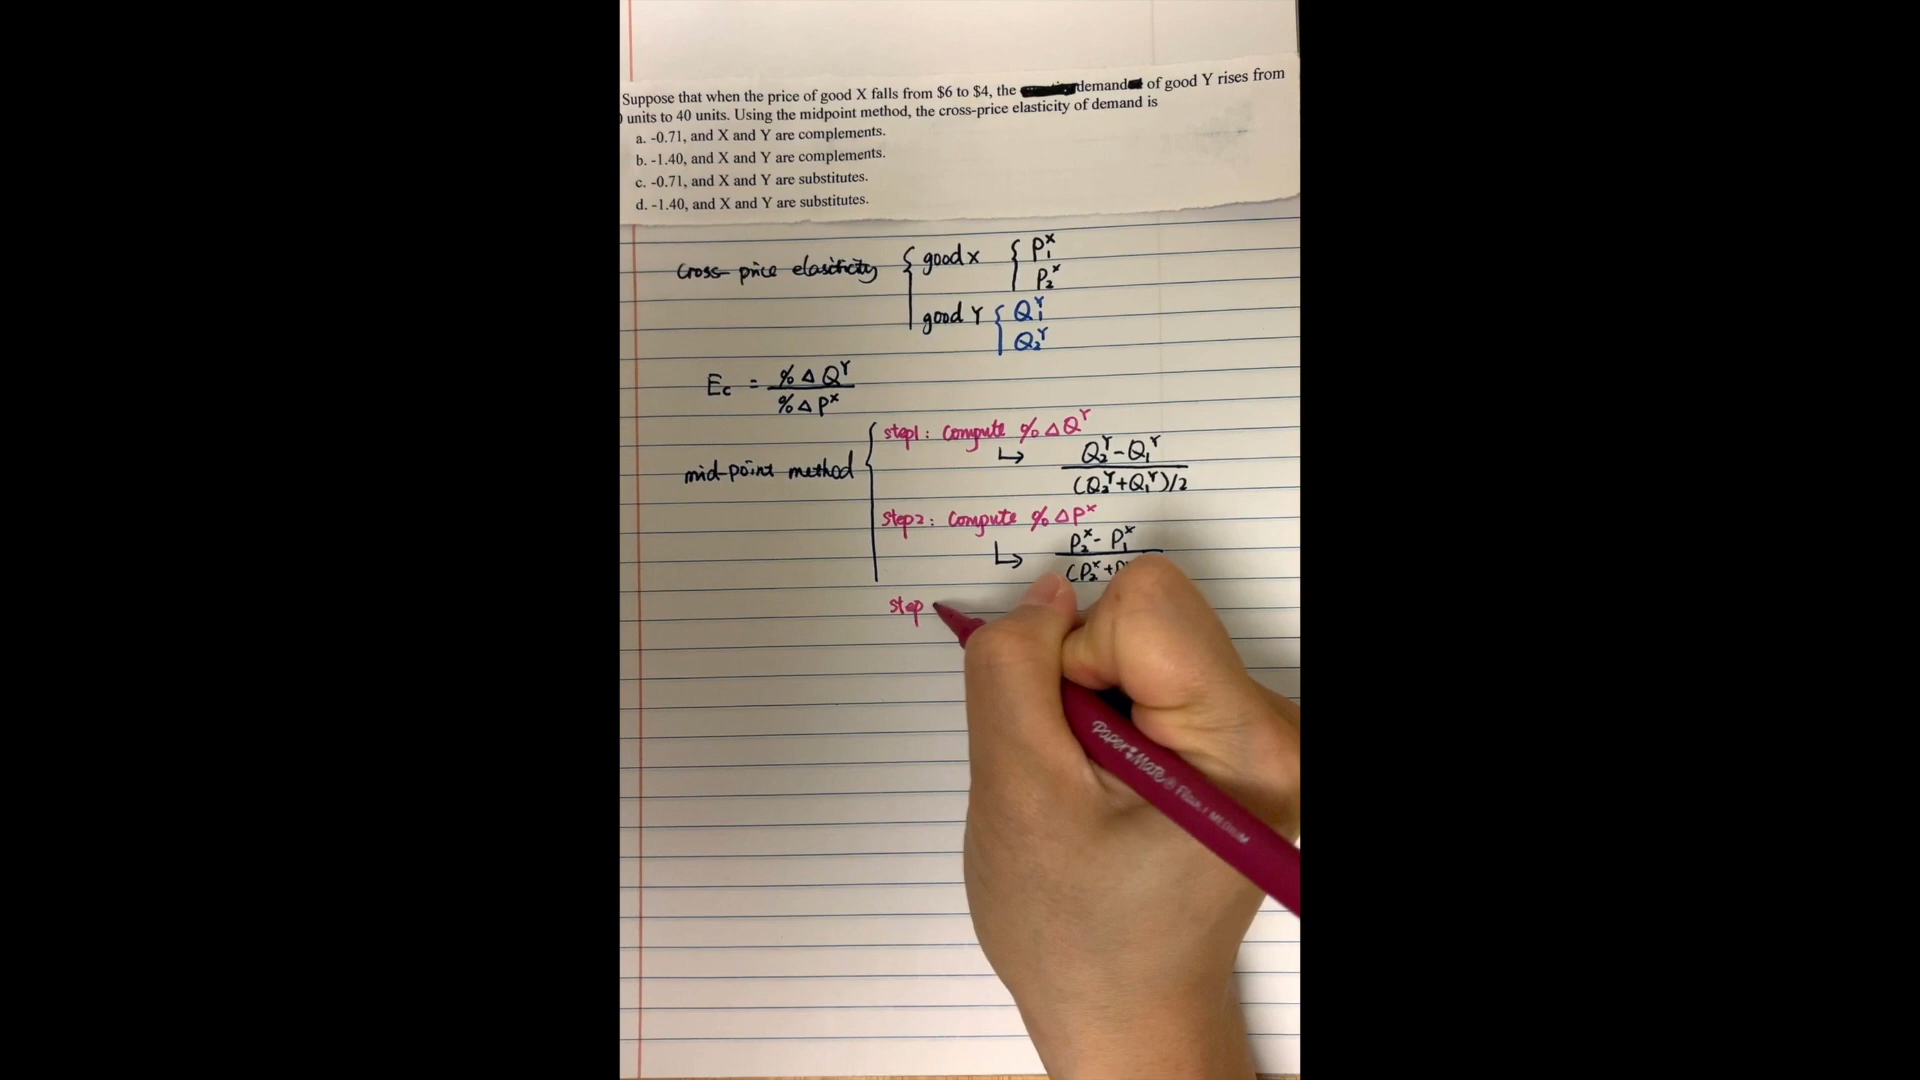 Suppose that when the price of good X falls from $6 to $4, the demand of good Y rises from
units to 40 units. Using the midpoint method, the cross-price elasticity of demand is
a. -0.71, and X and Y are complements.
b. -1.40, and X and Y are complements.
c. -0.71, and X and Y are substitutes.
d. -1.40, and X and Y are substitutes.
Cross-price elasticity { good x { P₁ˣ
P₂ˣ
good Y { Q₁ʸ
Q₂ʸ
Ec = %ΔQʸ
%ΔPˣ
mid-point method {
step1: Compute %ΔQʸ
↳ Q₂ʸ-Q₁ʸ
(Q₂ʸ+Q₁ʸ)/2
step2: Compute %ΔPˣ
↳ P₂ˣ-P₁ˣ
(P₂ˣ+
step
Paper Mate® Flair. MEDIUM